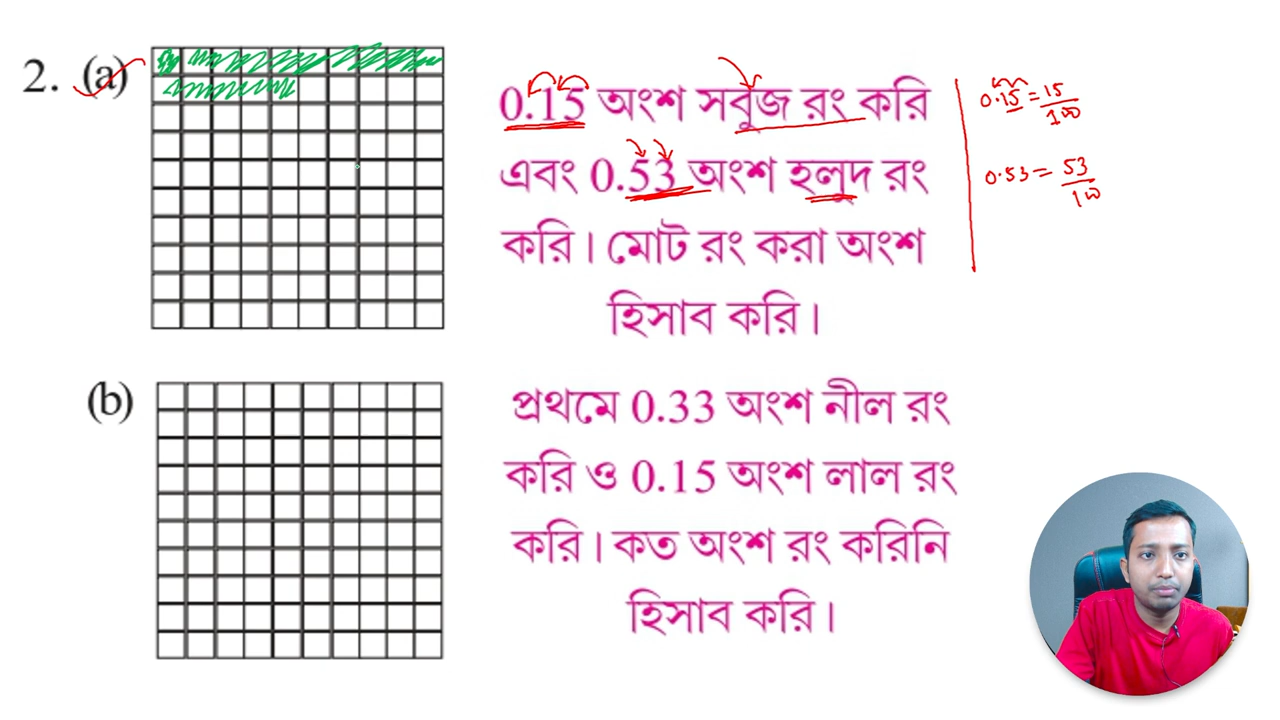 2. (a)
0.15 অংশ সবুজ রং করি
এবং 0.53 অংশ হলুদ রং
করি। মোট রং করা অংশ
হিসাব করি।
0.15 = 15/100
0.53 = 53/100
(b)
প্রথমে 0.33 অংশ নীল রং
করি ও 0.15 অংশ লাল রং
করি। কত অংশ রং করিনি
হিসাব করি।